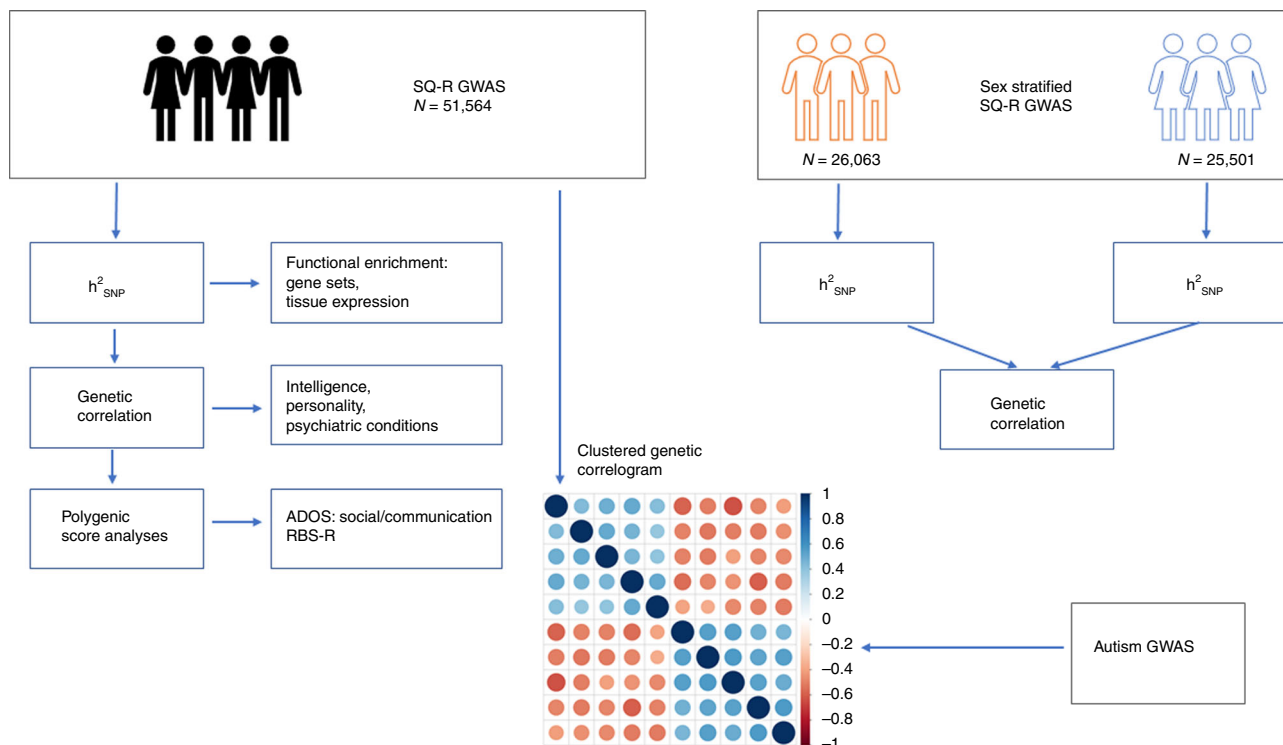 SQ-R GWAS
N = 51,564
Sex stratified
SQ-R GWAS
N = 26,063
N = 25,501
h²SNP
Functional enrichment:
gene sets,
tissue expression
Genetic
correlation
Intelligence,
personality,
psychiatric conditions
Polygenic
score analyses
ADOS: social/communication
RBS-R
Clustered genetic
correlogram
1
0.8
0.6
0.4
0.2
0
–0.2
–0.4
–0.6
–0.8
–1
h²SNP
h²SNP
Genetic
correlation
Autism GWAS